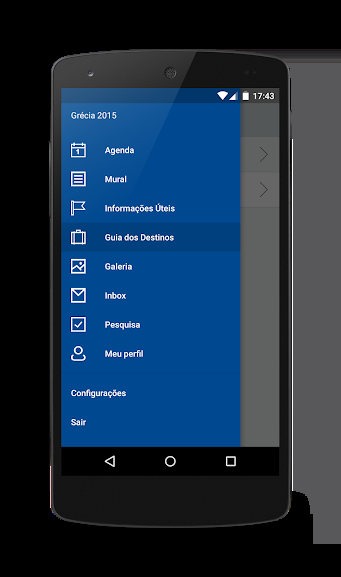 17:43
Grécia 2015
Agenda
1
Mural
Informações Úteis
Guia dos Destinos
Galeria
Inbox
Pesquisa
Meu perfil
Configurações
Sair